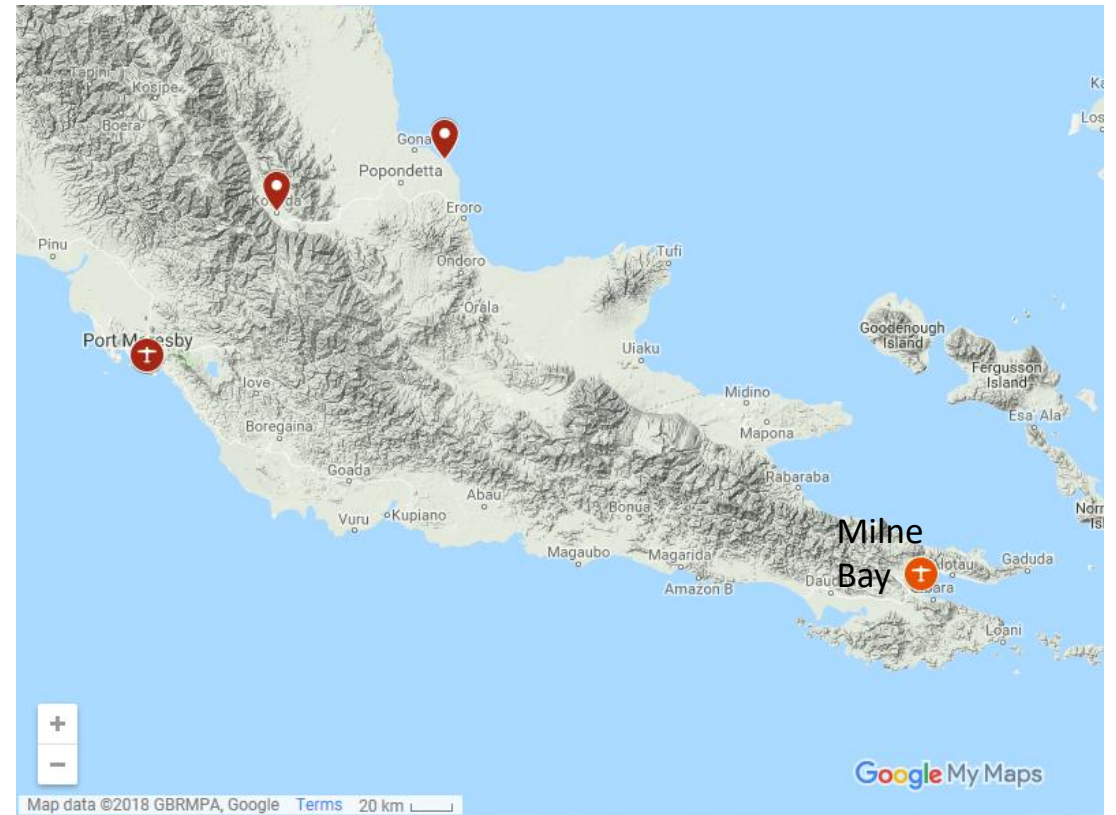 Tapini
Kosipe
Boera
Gona
Popondetta
Eroro
Pinu
Ondoro
Tufi
Orala
Port Moresby
Goodenough
Island
Uiaku
Fergusson
Island
Iove
Midino
Esa'Ala
Boregaina
Mapona
Goada
Rabaraba
Abau
Bonua
Vuru
Kupiano
Milne
Bay
Magaubo
Magarida
Gaduda
Amazon B
Loani
+
−
Google My Maps
Map data ©2018 GBRMPA, Google Terms 20 km